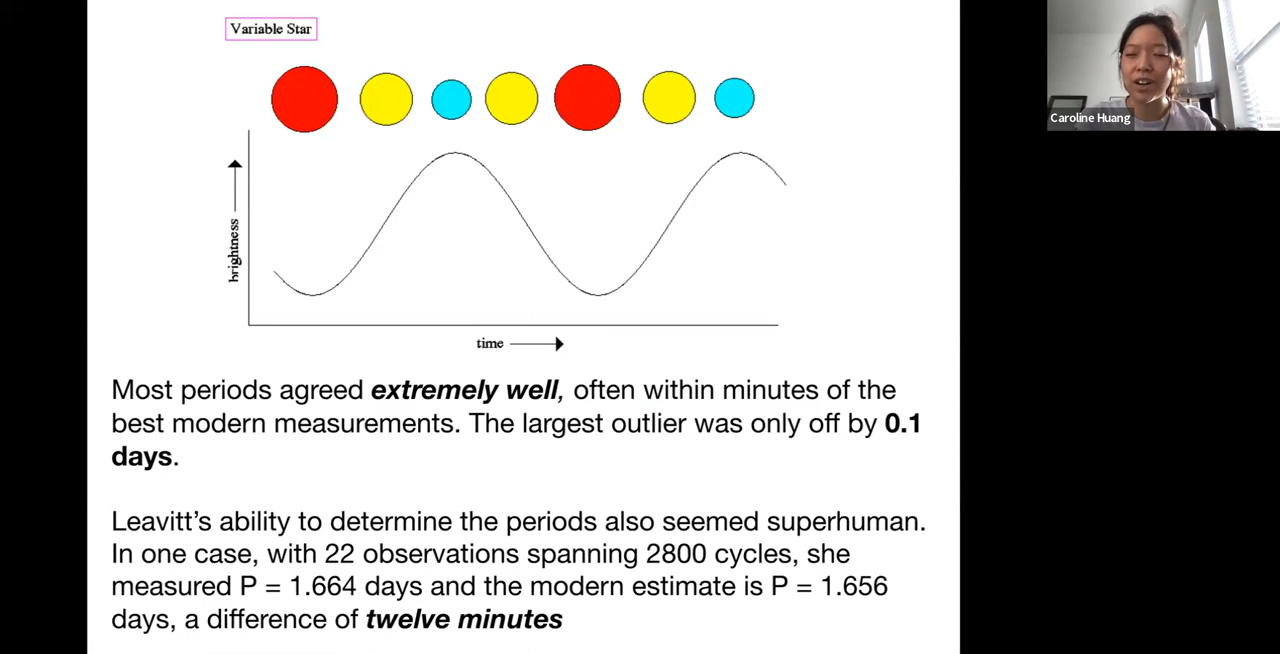 Variable Star
Caroline Huang
brightness
time
Most periods agreed extremely well, often within minutes of the
best modern measurements. The largest outlier was only off by 0.1
days.
Leavitt’s ability to determine the periods also seemed superhuman.
In one case, with 22 observations spanning 2800 cycles, she
measured P = 1.664 days and the modern estimate is P = 1.656
days, a difference of twelve minutes